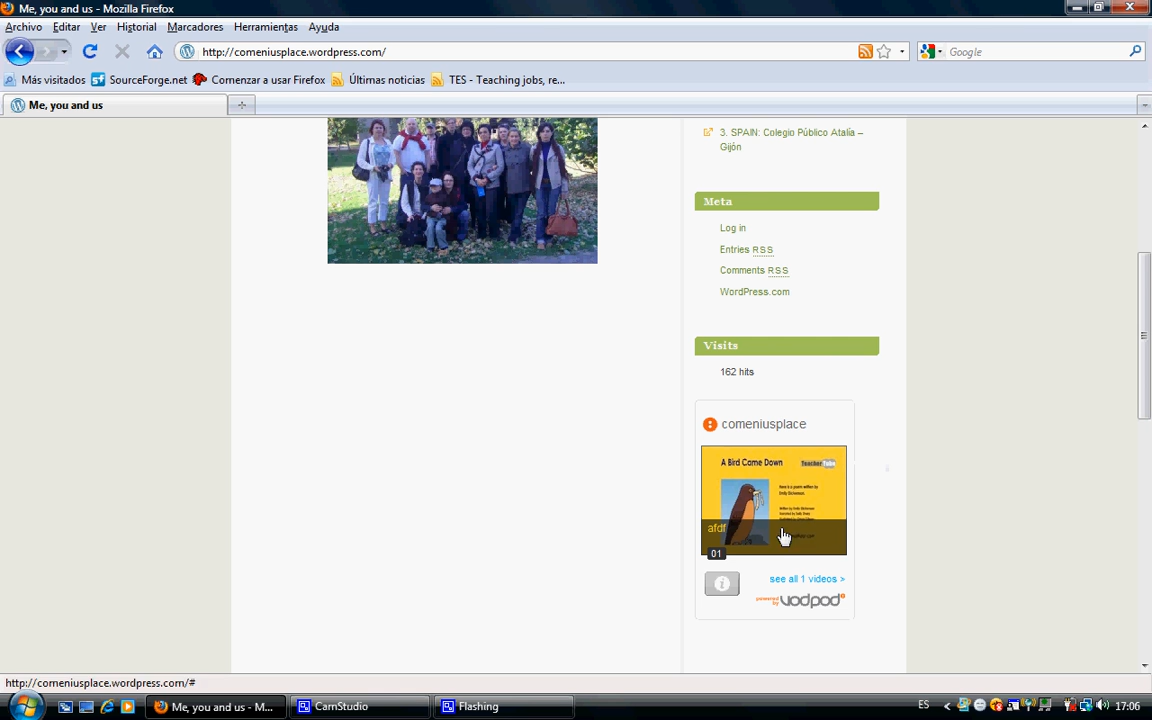 Me, you and us - Mozilla Firefox
Archivo Editar Ver Historial Marcadores Herramientas Ayuda
http://comeniusplace.wordpress.com/
Google
Más visitados SourceForge.net Comenzar a usar Firefox Últimas noticias TES - Teaching jobs, re...
Me, you and us
3. SPAIN: Colegio Público Atalía –
Gijón
Meta
Log in
Entries RSS
Comments RSS
WordPress.com
Visits
162 hits
comeniusplace
A Bird Came Down
TeacherTube
afdf
01
see all 1 videos >
powered by vodpod
http://comeniusplace.wordpress.com/#
Me, you and us - M...
CamStudio
Flashing
ES
17:06